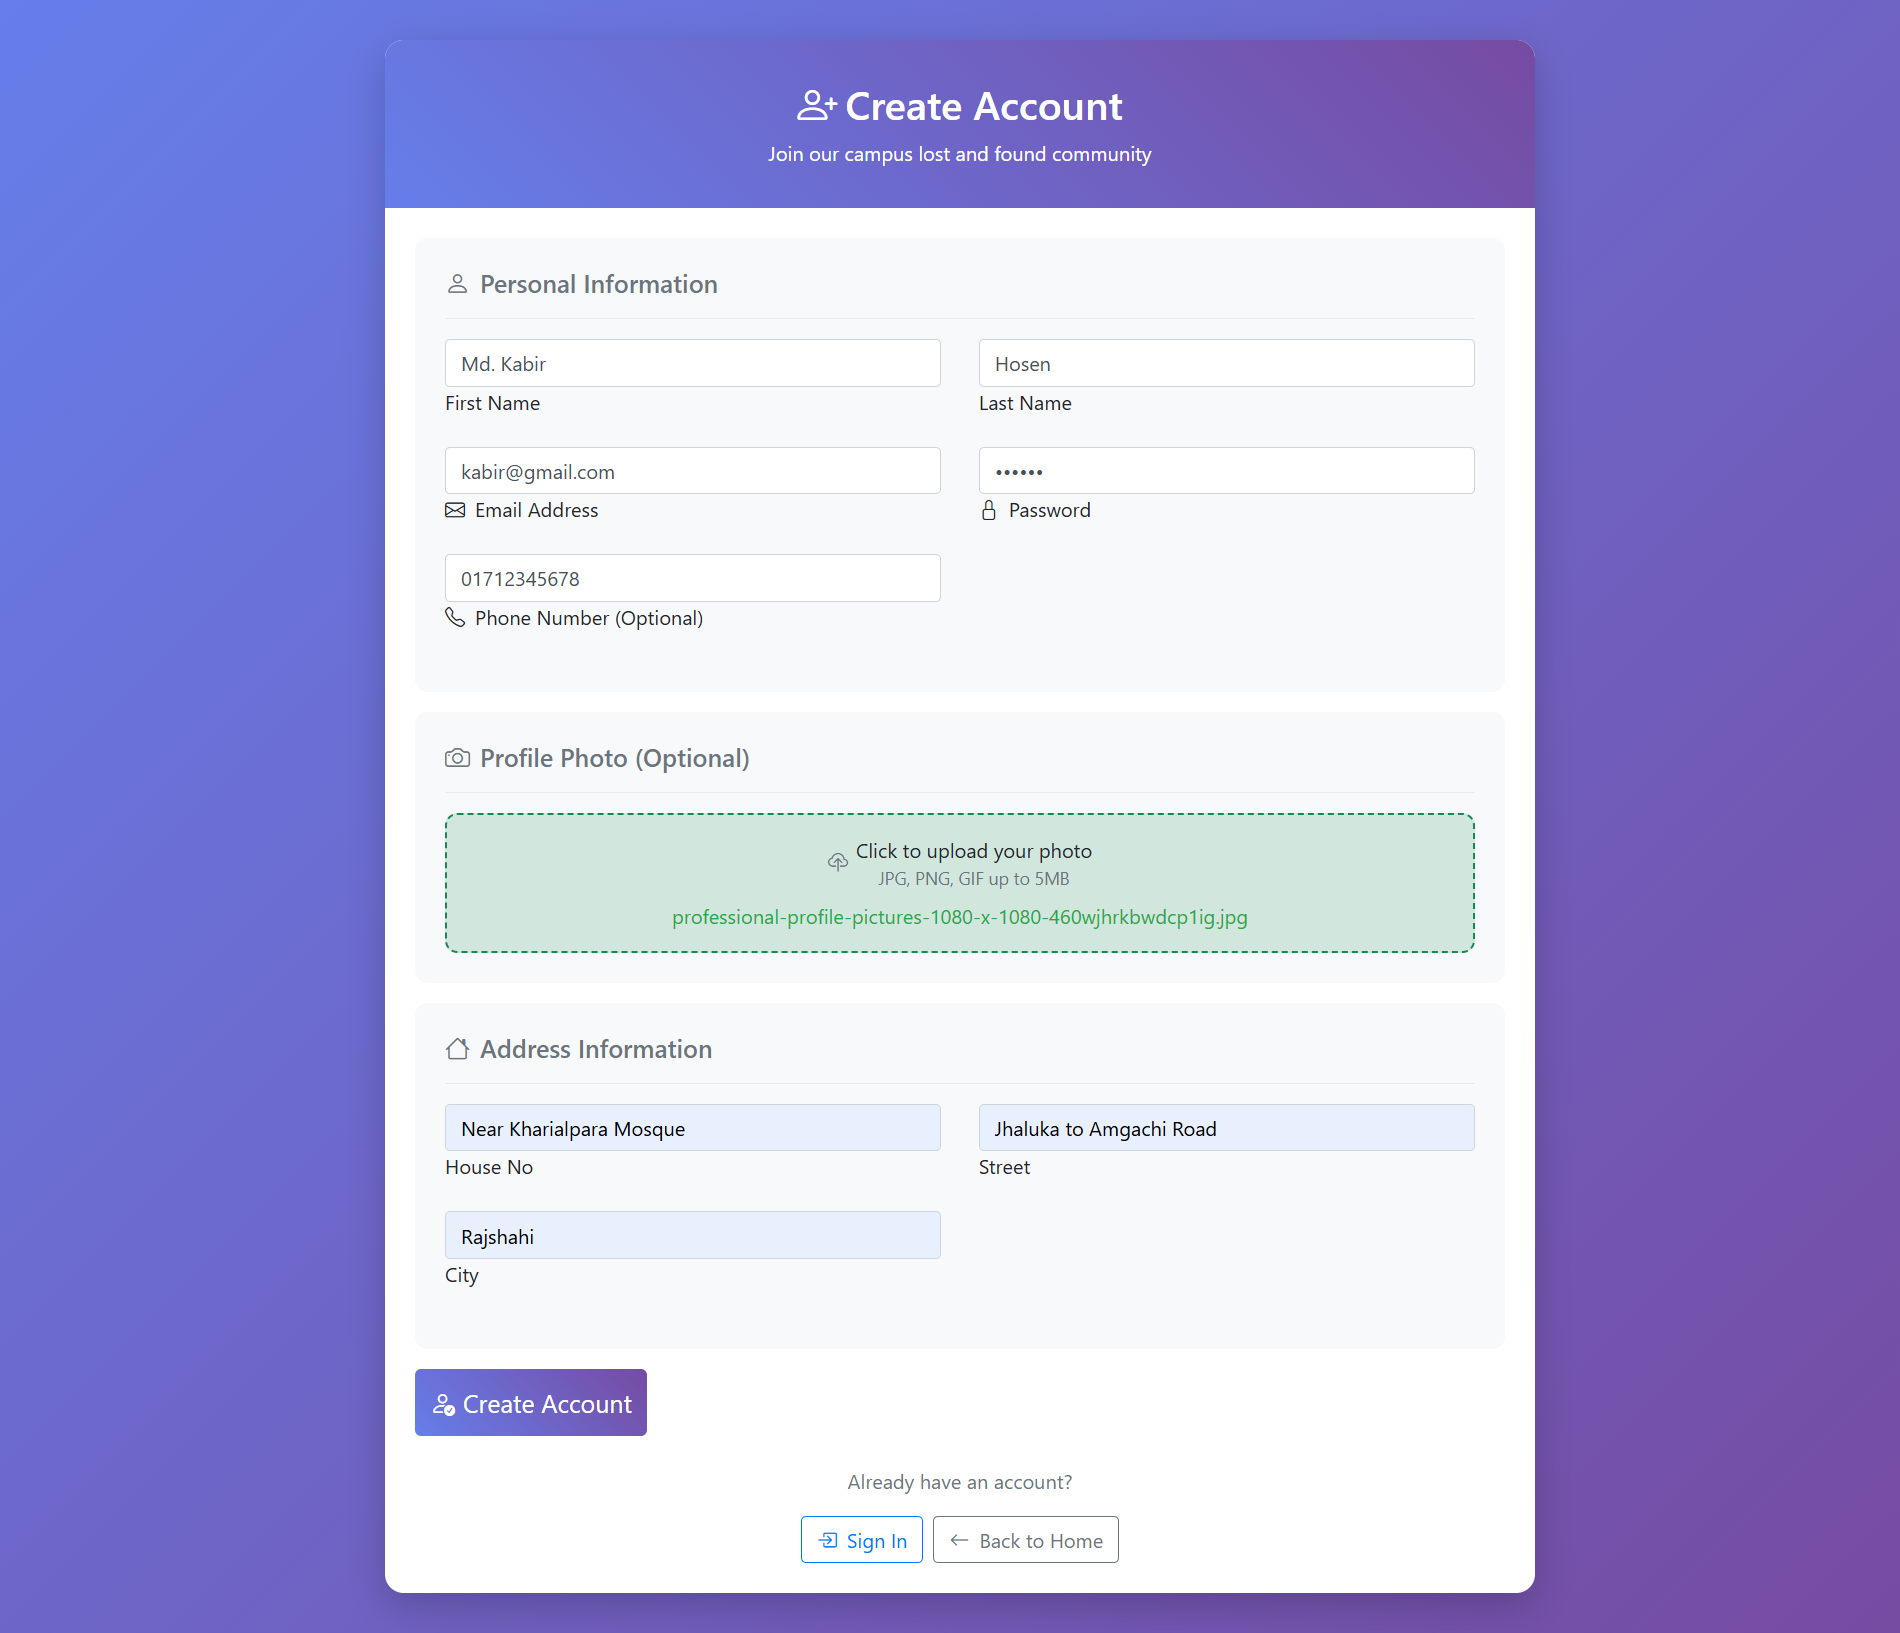 Create Account
Join our campus lost and found community
Personal Information
Md. Kabir
Hosen
First Name
Last Name
kabir@gmail.com
••••••
Email Address
Password
01712345678
Phone Number (Optional)
Profile Photo (Optional)
Click to upload your photo
JPG, PNG, GIF up to 5MB
professional-profile-pictures-1080-x-1080-460wjhrkbwdcp1ig.jpg
Address Information
Near Kharialpara Mosque
Jhaluka to Amgachi Road
House No
Street
Rajshahi
City
Create Account
Already have an account?
Sign In
Back to Home